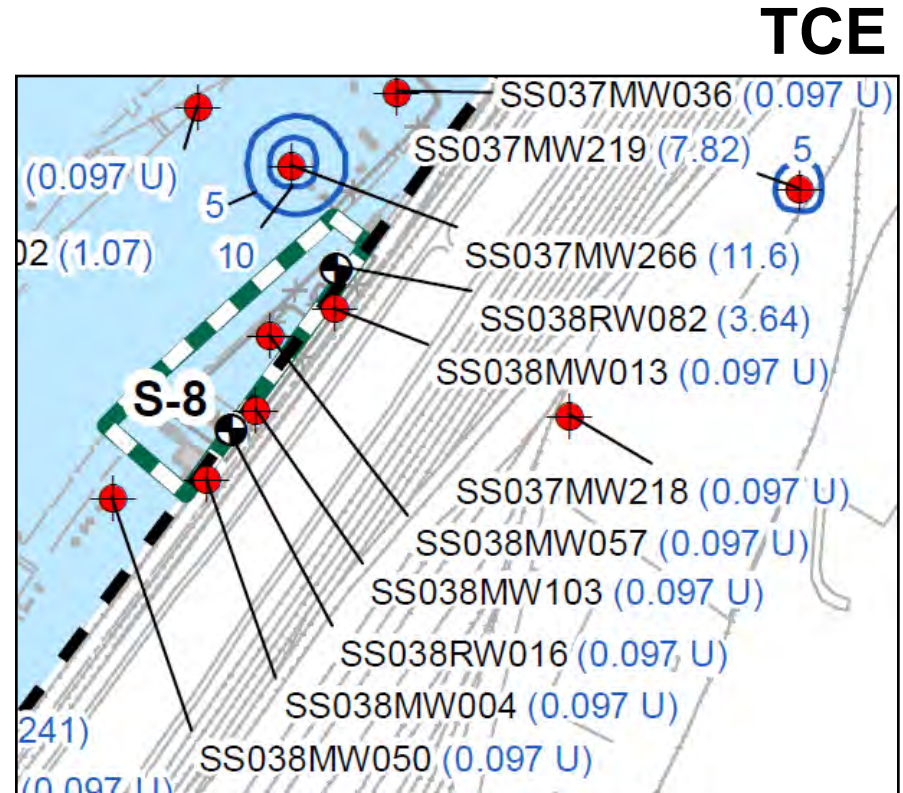 TCE
SS037MW036 (0.097 U)
SS037MW219 (7.82)
5
(0.097 U)
5
02 (1.07)
10
SS037MW266 (11.6)
SS038RW082 (3.64)
SS038MW013 (0.097 U)
S-8
SS037MW218 (0.097 U)
SS038MW057 (0.097 U)
SS038MW103 (0.097 U)
SS038RW016 (0.097 U)
SS038MW004 (0.097 U)
241)
SS038MW050 (0.097 U)
(0.097 U)